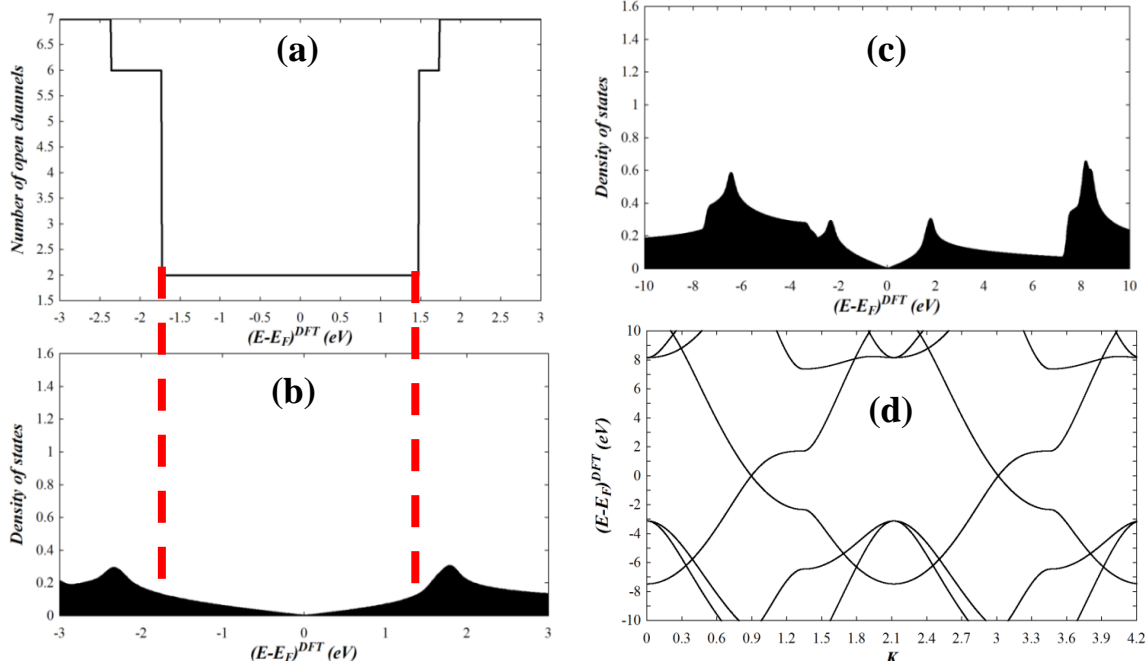 7
6.5
6
5.5
5
4.5
4
3.5
3
2.5
2
1.5
Number of open channels
(a)
-3 -2.5 -2 -1.5 -1 -0.5 0 0.5 1 1.5 2 2.5 3
(E-E_F)^DFT (eV)
1.6
1.4
1.2
1
0.8
0.6
0.4
0.2
0
Density of states
(b)
-3 -2 -1 0 1 2 3
(E-E_F)^DFT (eV)
1.6
1.4
1.2
1
0.8
0.6
0.4
0.2
0
Density of states
(c)
-10 -8 -6 -4 -2 0 2 4 6 8 10
(E-E_F)^DFT (eV)
10
8
6
4
2
0
-2
-4
-6
-8
-10
(E-E_F)^DFT (eV)
(d)
0 0.3 0.6 0.9 1.2 1.5 1.8 2.1 2.4 2.7 3 3.3 3.6 3.9 4.2
K